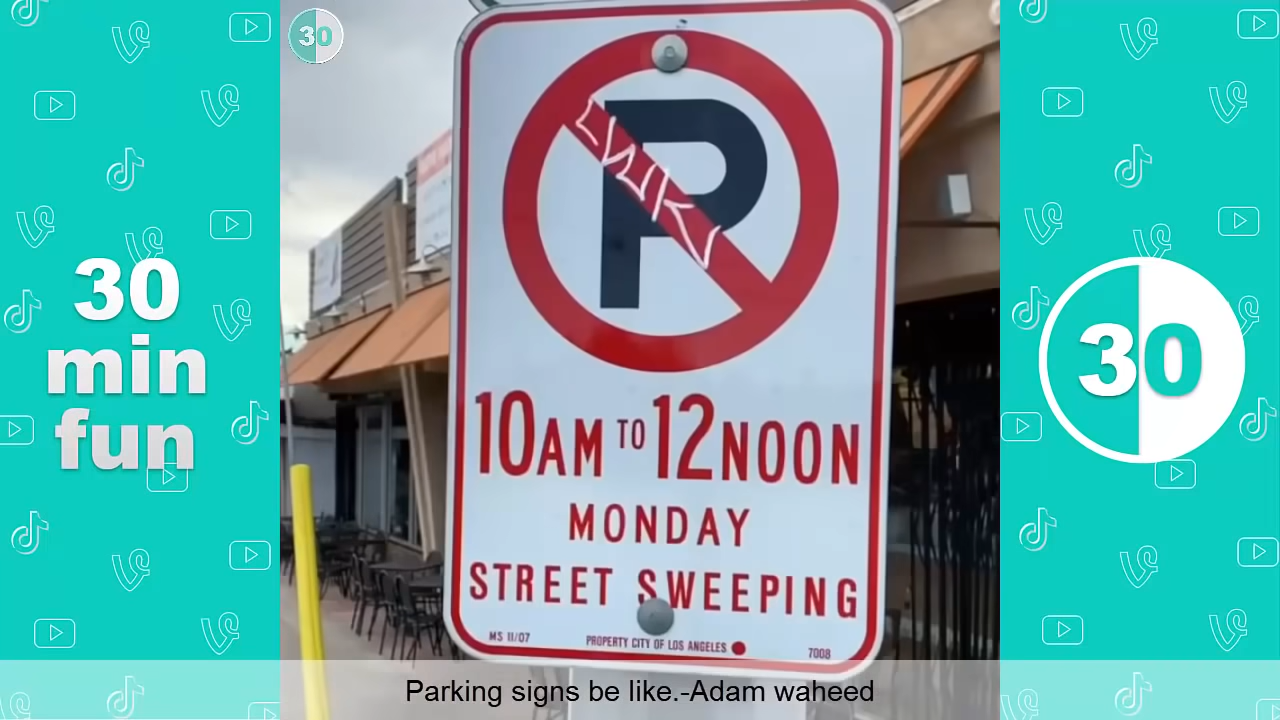 30
P
10AM TO 12NOON
MONDAY
STREET SWEEPING
MS 11/07
PROPERTY CITY OF LOS ANGELES
7008
30
min
fun
30
Parking signs be like.-Adam waheed